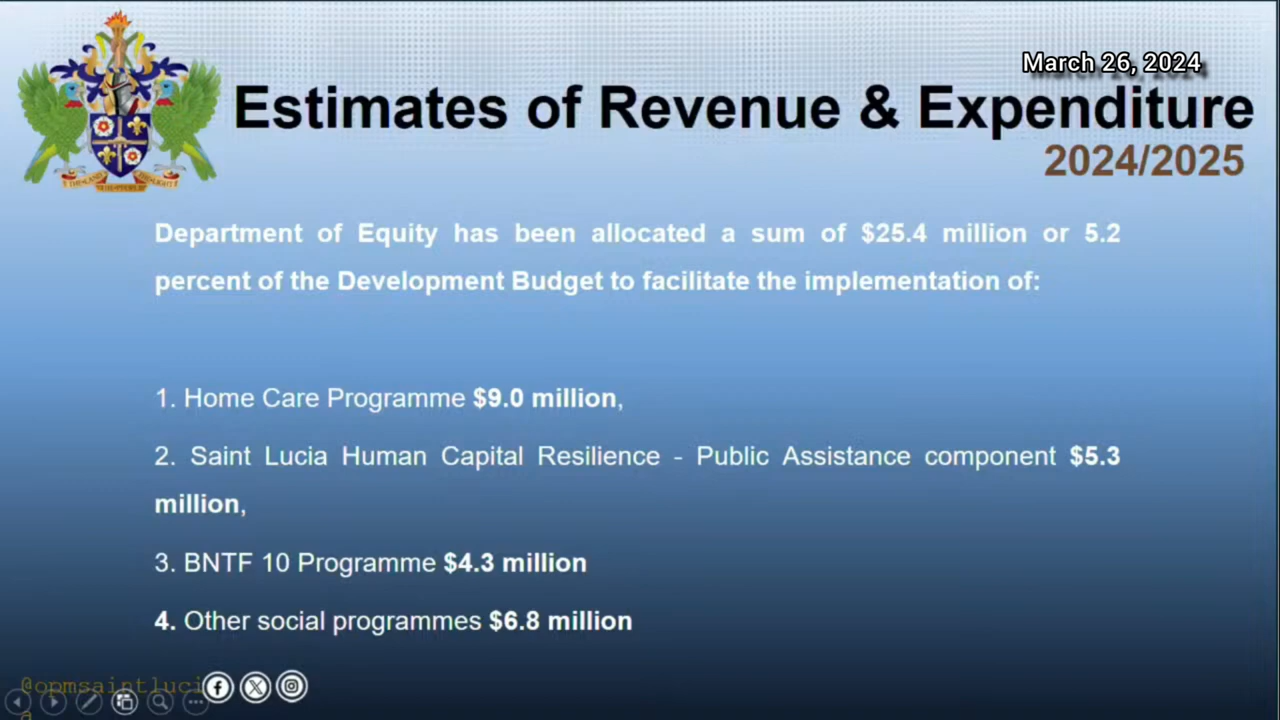 March 26, 2024
Estimates of Revenue & Expenditure
2024/2025
Department of Equity has been allocated a sum of $25.4 million or 5.2
percent of the Development Budget to facilitate the implementation of:
1. Home Care Programme $9.0 million,
2. Saint Lucia Human Capital Resilience - Public Assistance component $5.3
million,
3. BNTF 10 Programme $4.3 million
4. Other social programmes $6.8 million
@opmsaintluci
a